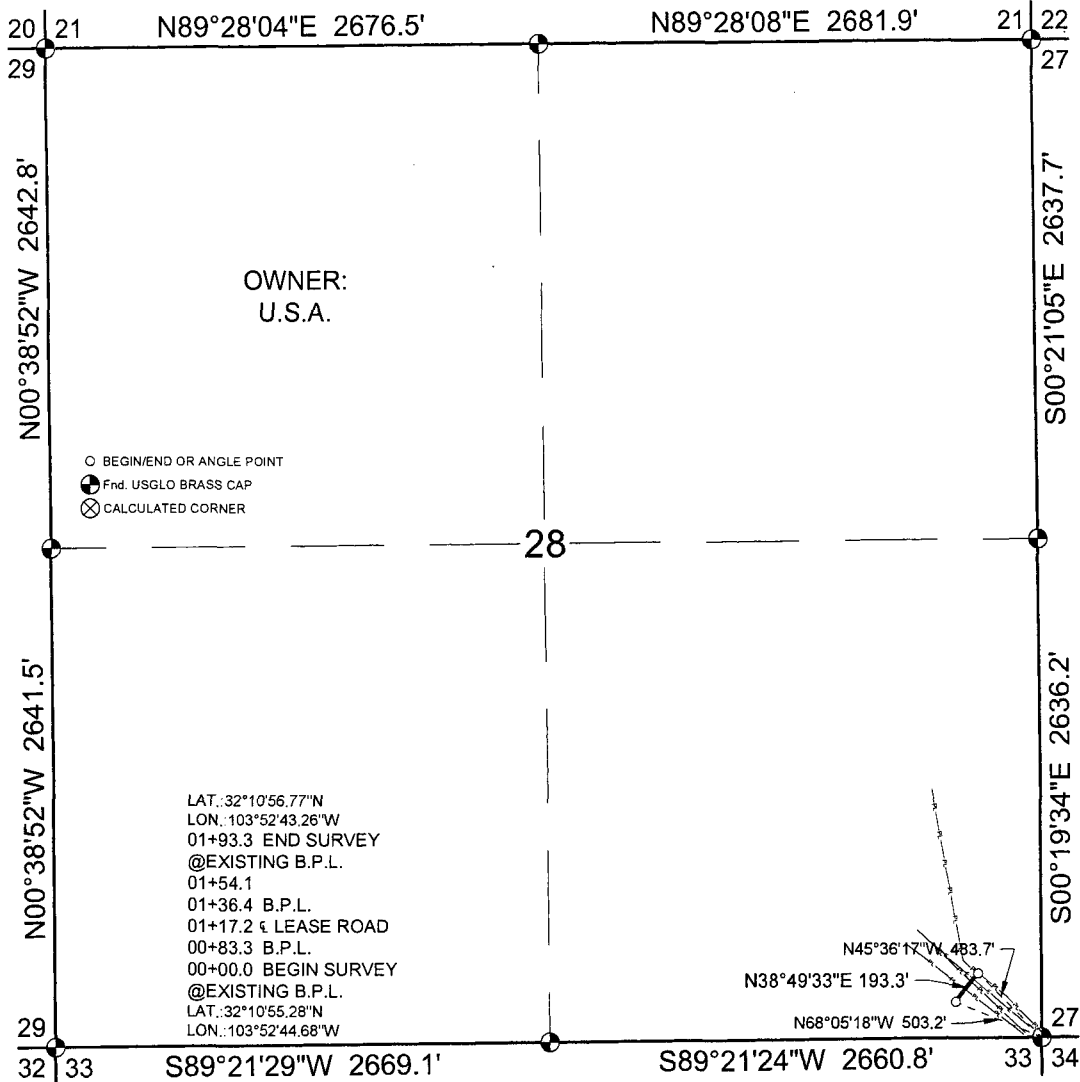 20 21
N89°28'04"E 2676.5'
N89°28'08"E 2681.9'
21 22
29
27
N00°38'52"W 2642.8'
S00°21'05"E 2637.7'
OWNER:
U.S.A.
BEGIN/END OR ANGLE POINT
Fnd. USGLO BRASS CAP
CALCULATED CORNER
28
N00°38'52"W 2641.5'
S00°19'34"E 2636.2'
LAT.:32°10'56.77"N
LON.:103°52'43.26"W
01+93.3 END SURVEY
@EXISTING B.P.L.
01+54.1
01+36.4 B.P.L.
01+17.2 ℄ LEASE ROAD
00+83.3 B.P.L.
00+00.0 BEGIN SURVEY
@EXISTING B.P.L.
LAT.:32°10'55.28"N
LON.:103°52'44.68"W
N45°36'17"W 483.7'
N38°49'33"E 193.3'
N68°05'18"W 503.2'
29
27
32 33
S89°21'29"W 2669.1'
S89°21'24"W 2660.8'
33 34